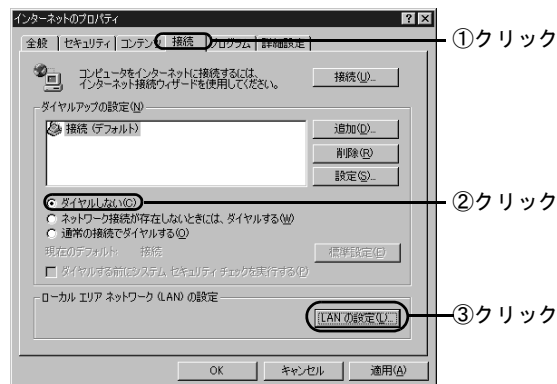 インターネットのプロパティ
全般 セキュリティ コンテンツ 接続 プログラム 詳細設定
①クリック
コンピュータをインターネットに接続するには、
インターネット接続ウィザードを使用してください。
接続(U)...
ダイヤルアップの設定(N)
接続 (デフォルト)
追加(D)...
削除(R)
設定(S)...
ダイヤルしない(C)
②クリック
ネットワーク接続が存在しないときには、ダイヤルする(W)
通常の接続でダイヤルする(O)
現在のデフォルト: 接続
標準設定(E)
ダイヤルする前にシステム セキュリティ チェックを実行する(P)
ローカル エリア ネットワーク (LAN) の設定
LAN の設定(L)...
③クリック
OK
キャンセル
適用(A)